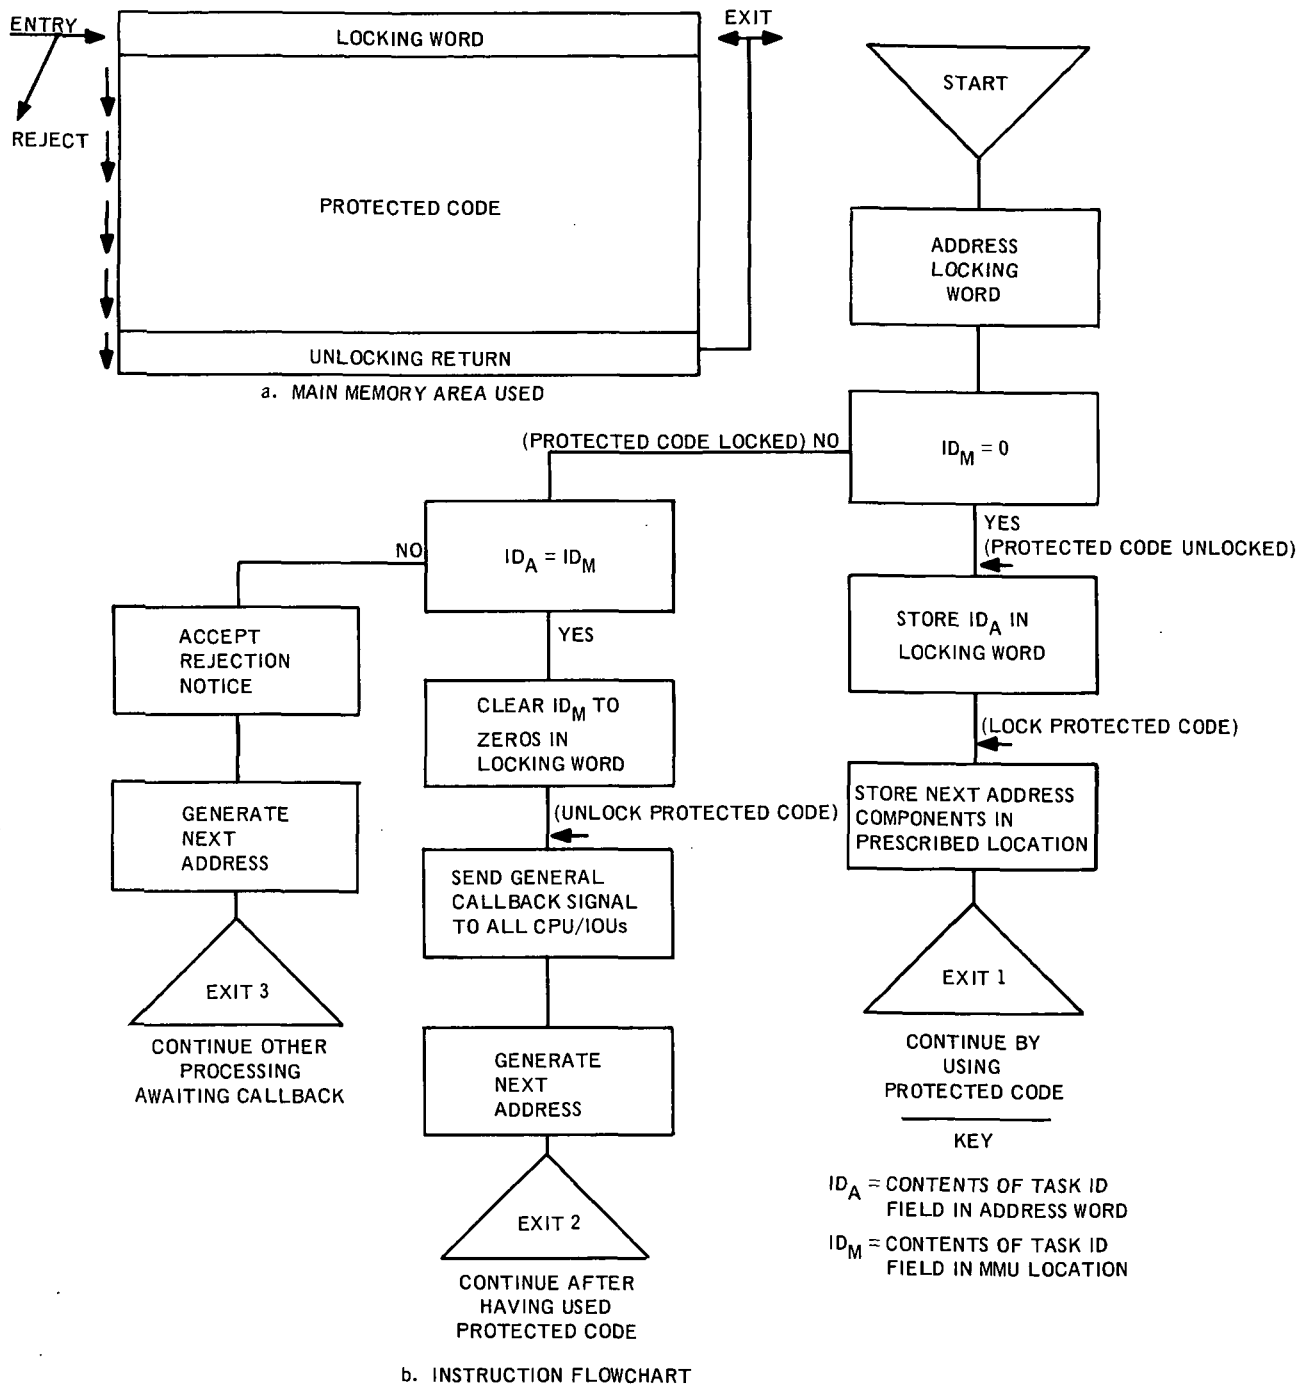 ENTRY
REJECT
LOCKING WORD
PROTECTED CODE
UNLOCKING RETURN
EXIT
a. MAIN MEMORY AREA USED
START
ADDRESS
LOCKING
WORD
ID_M = 0
(PROTECTED CODE LOCKED) NO
YES
(PROTECTED CODE UNLOCKED)
STORE ID_A IN
LOCKING WORD
(LOCK PROTECTED CODE)
STORE NEXT ADDRESS
COMPONENTS IN
PRESCRIBED LOCATION
EXIT 1
CONTINUE BY
USING
PROTECTED CODE
ID_A = ID_M
NO
YES
CLEAR ID_M TO
ZEROS IN
LOCKING WORD
(UNLOCK PROTECTED CODE)
SEND GENERAL
CALLBACK SIGNAL
TO ALL CPU/IOUs
GENERATE
NEXT
ADDRESS
EXIT 2
CONTINUE AFTER
HAVING USED
PROTECTED CODE
ACCEPT
REJECTION
NOTICE
GENERATE
NEXT
ADDRESS
EXIT 3
CONTINUE OTHER
PROCESSING
AWAITING CALLBACK
KEY
ID_A = CONTENTS OF TASK ID
FIELD IN ADDRESS WORD
ID_M = CONTENTS OF TASK ID
FIELD IN MMU LOCATION
b. INSTRUCTION FLOWCHART